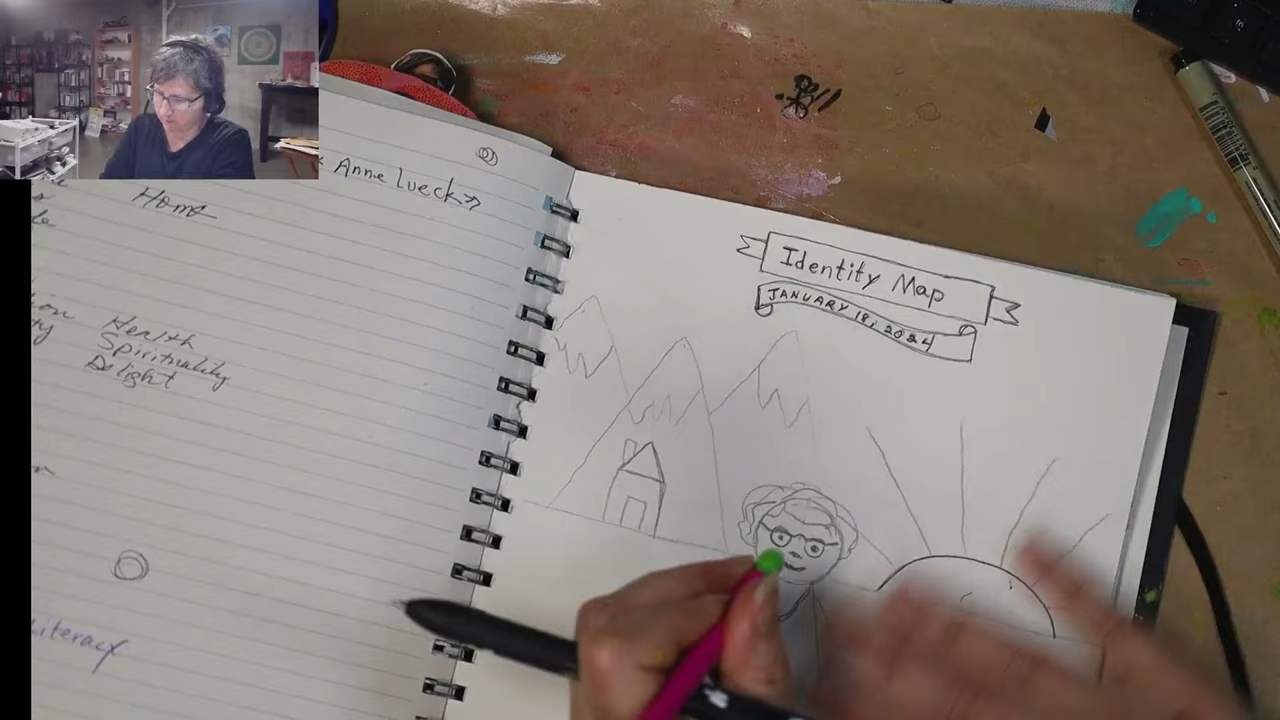 Anne Lueck
Home
Health
Spirituality
Delight
Literacy
Identity Map
JANUARY 18, 2024